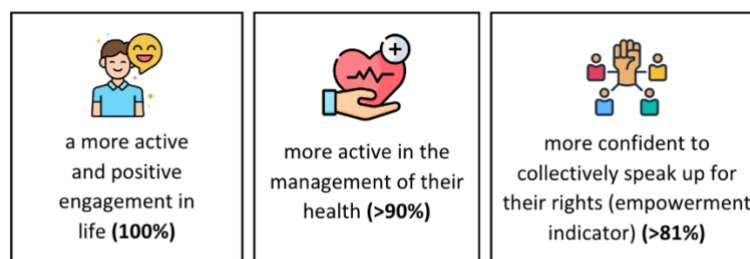 a more active
and positive
engagement in
life (100%)
more active in the
management of their
health (>90%)
more confident to
collectively speak up for
their rights (empowerment
indicator) (>81%)